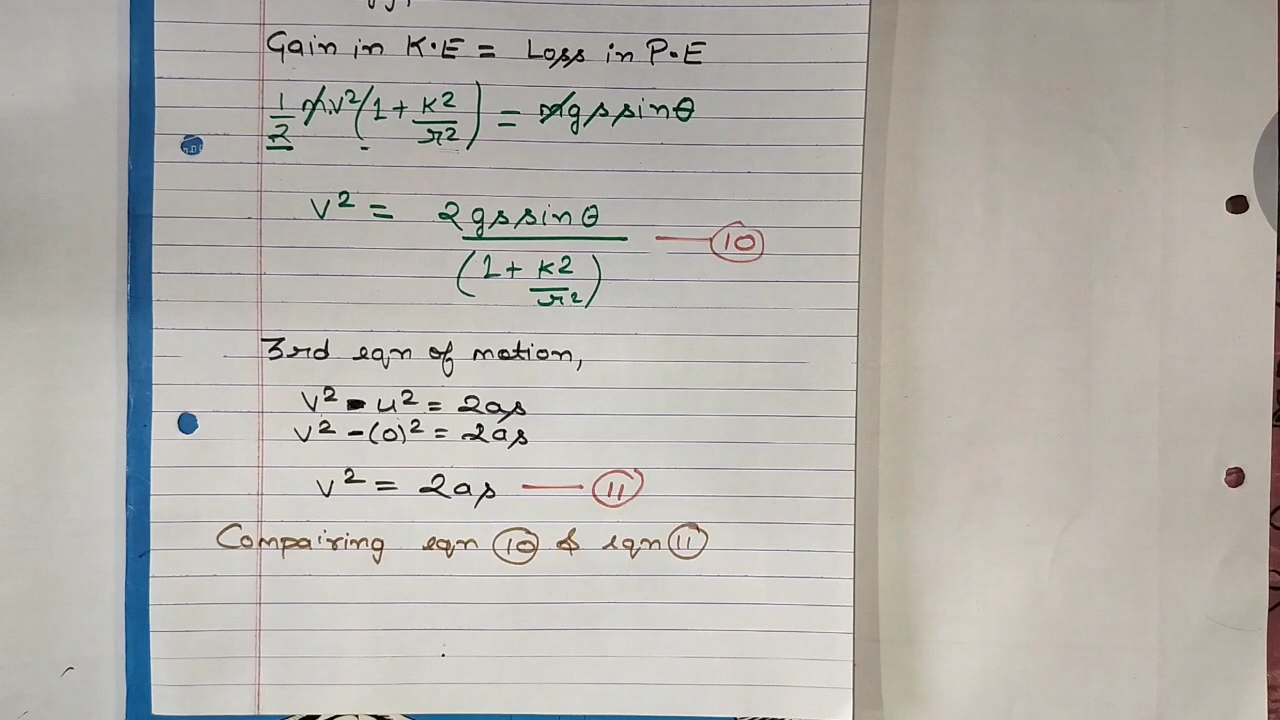 Gain in K.E = Loss in P.E
1/2 m.v²(1 + K²/r²) = mgs sinθ
v² = 2gs sinθ / (1 + K²/r²) — 10
3rd eqn of motion,
v² - u² = 2as
v² - (0)² = 2as
v² = 2as — 11
Compairing eqn 10 & eqn 11